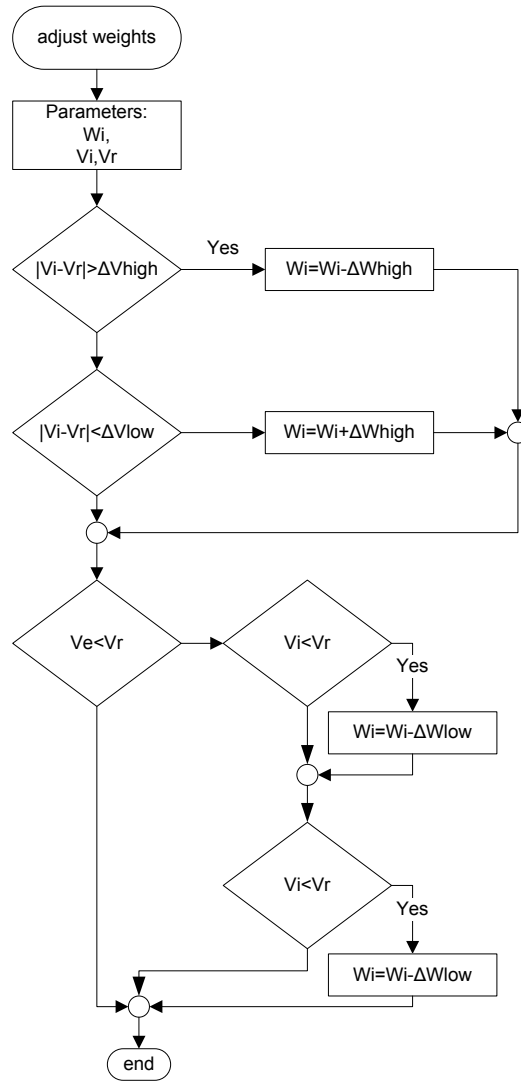 adjust weights
Parameters:
Wi,
Vi,Vr
|Vi-Vr|>ΔVhigh
Yes
Wi=Wi-ΔWhigh
|Vi-Vr|<ΔVlow
Wi=Wi+ΔWhigh
Ve<Vr
Vi<Vr
Yes
Wi=Wi-ΔWlow
Vi<Vr
Yes
Wi=Wi-ΔWlow
end